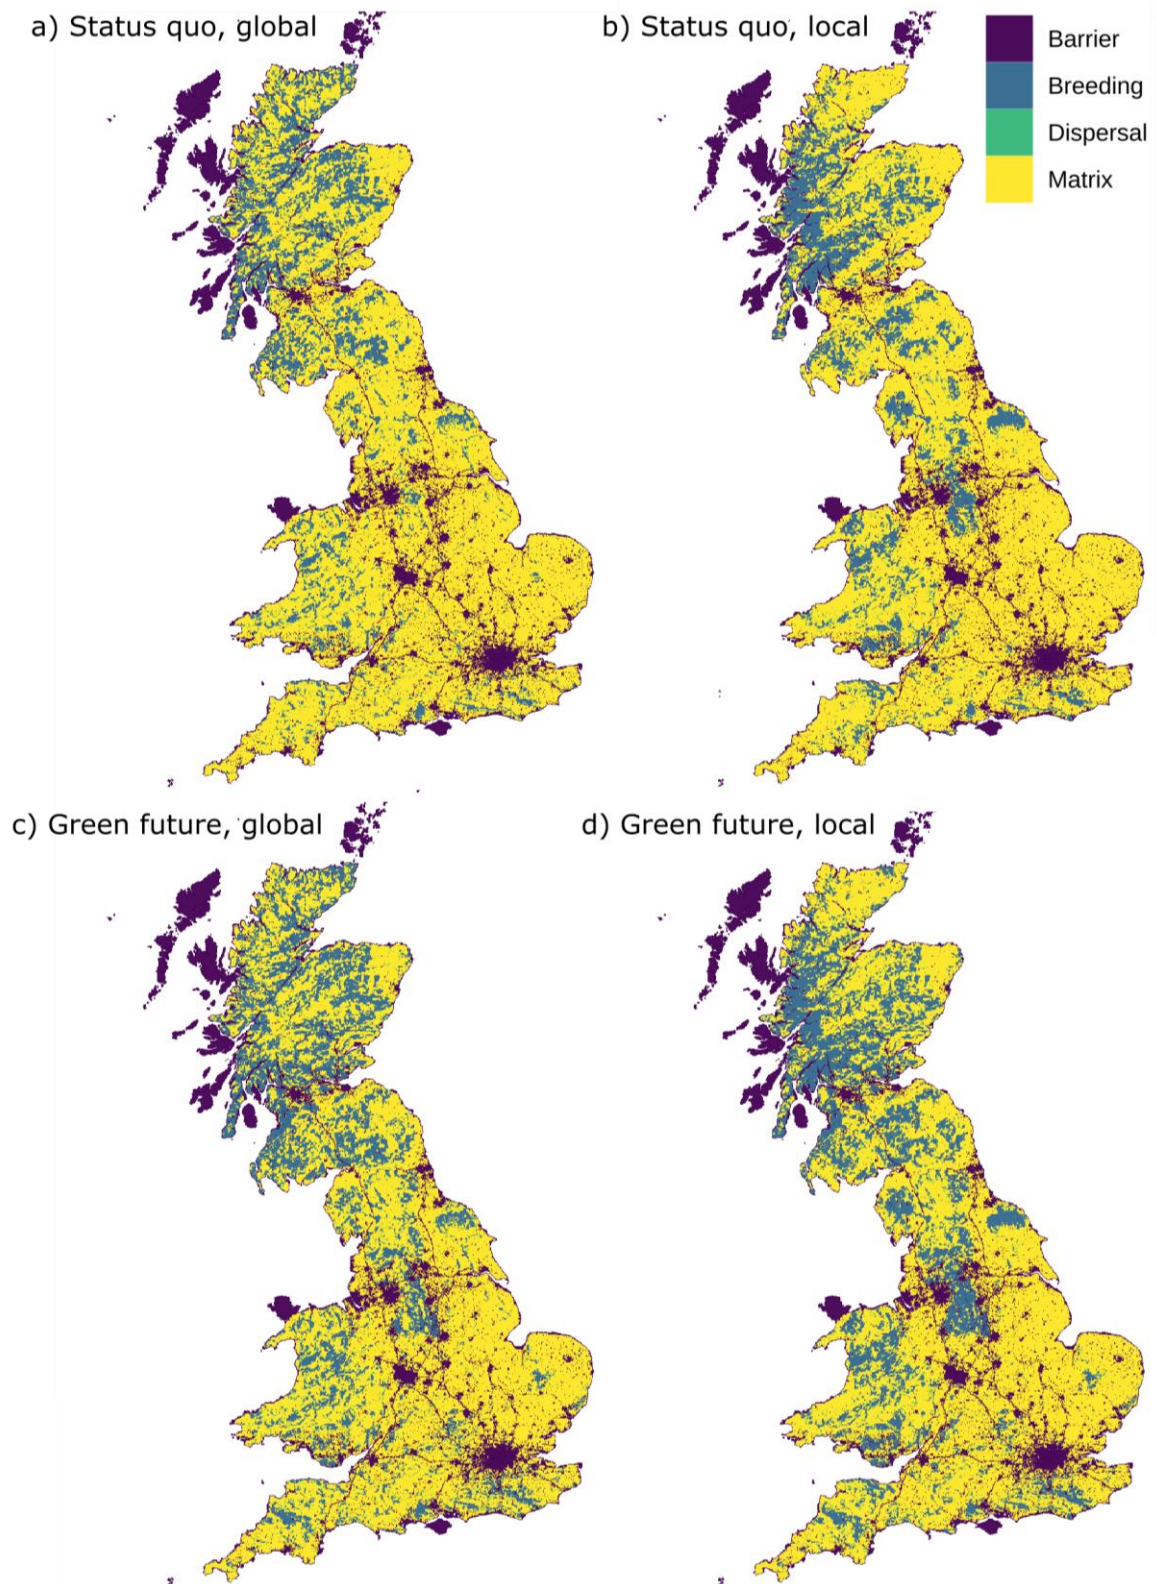 a) Status quo, global
b) Status quo, local
Barrier
Breeding
Dispersal
Matrix
c) Green future, global
d) Green future, local